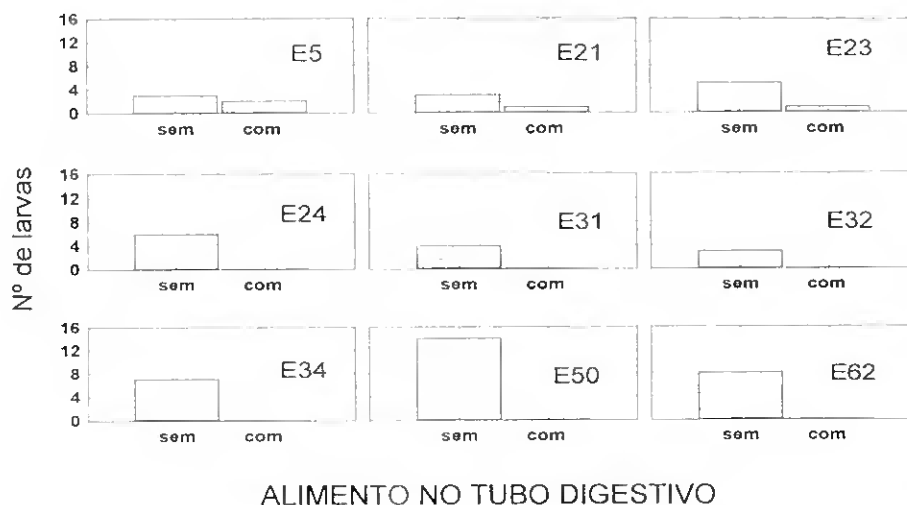 16
12
8
4
0
E5
E21
E23
sem com
sem com
sem com
Nº de larvas
16
12
8
4
0
E24
E31
E32
sem com
sem com
sem com
16
12
8
4
0
E34
E50
E62
sem com
sem com
sem com
ALIMENTO NO TUBO DIGESTIVO